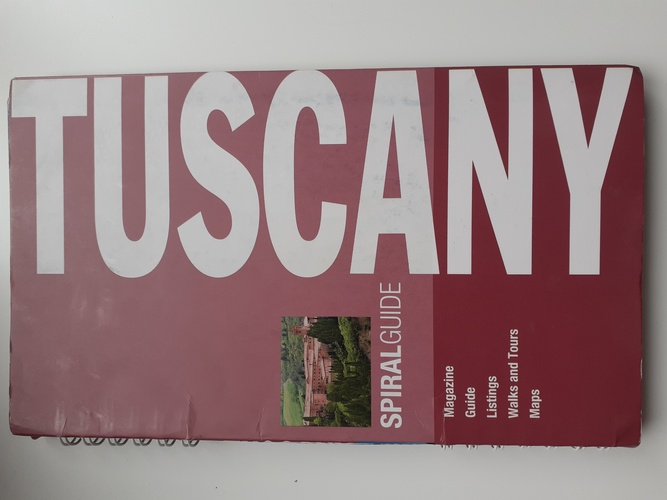 TUSCANY
SPIRALGUIDE
Magazine
Guide
Listings
Walks and Tours
Maps